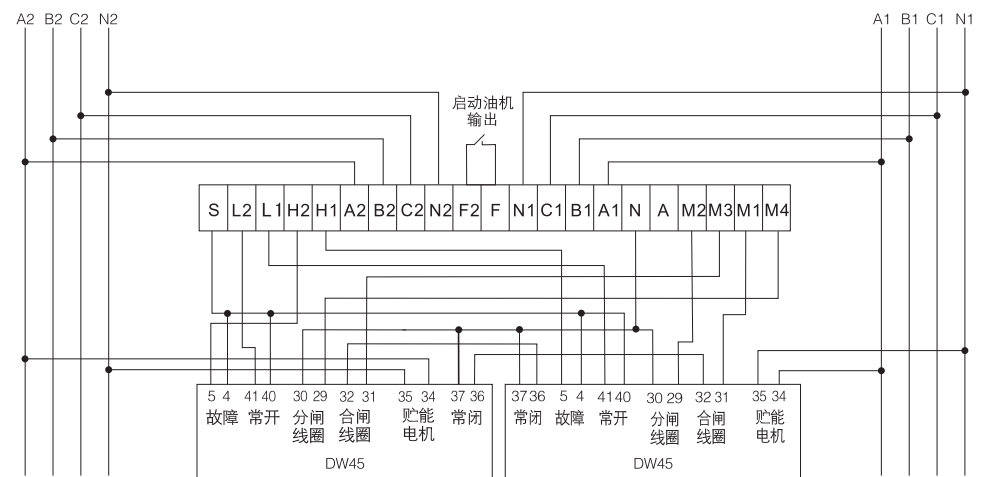 A2 B2 C2 N2 A1 B1 C1 N1
启动油机
输出
S L2 L1 H2 H1 A2 B2 C2 N2 F2 F N1 C1 B1 A1 N A M2 M3 M1 M4
5 4 41 40 30 29 32 31 35 34 37 36 37 36 5 4 41 40 30 29 32 31 35 34
故障 常开 分闸 合闸 贮能 常闭 常闭 故障 常开 分闸 合闸 贮能
线圈 线圈 电机 线圈 线圈 电机
DW45 DW45